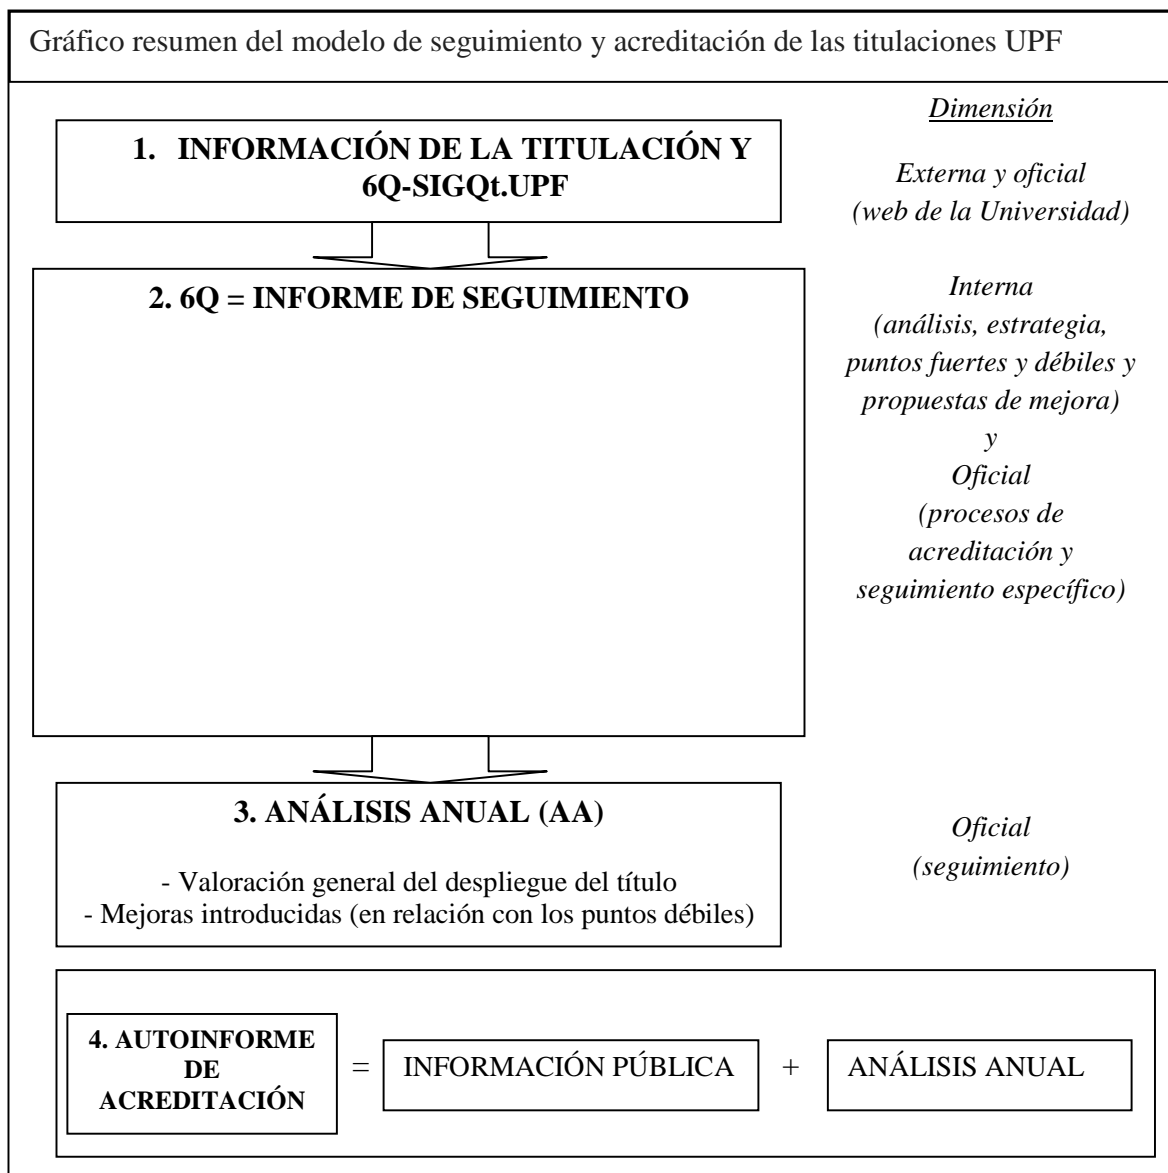 Gráfico resumen del modelo de seguimiento y acreditación de las titulaciones UPF
Dimensión
1. INFORMACIÓN DE LA TITULACIÓN Y
6Q-SIGQt.UPF
Externa y oficial
(web de la Universidad)
2. 6Q = INFORME DE SEGUIMIENTO
Interna
(análisis, estrategia,
puntos fuertes y débiles y
propuestas de mejora)
y
Oficial
(procesos de
acreditación y
seguimiento específico)
3. ANÁLISIS ANUAL (AA)
- Valoración general del despliegue del título
- Mejoras introducidas (en relación con los puntos débiles)
Oficial
(seguimiento)
4. AUTOINFORME
DE
ACREDITACIÓN
=
INFORMACIÓN PÚBLICA
+
ANÁLISIS ANUAL